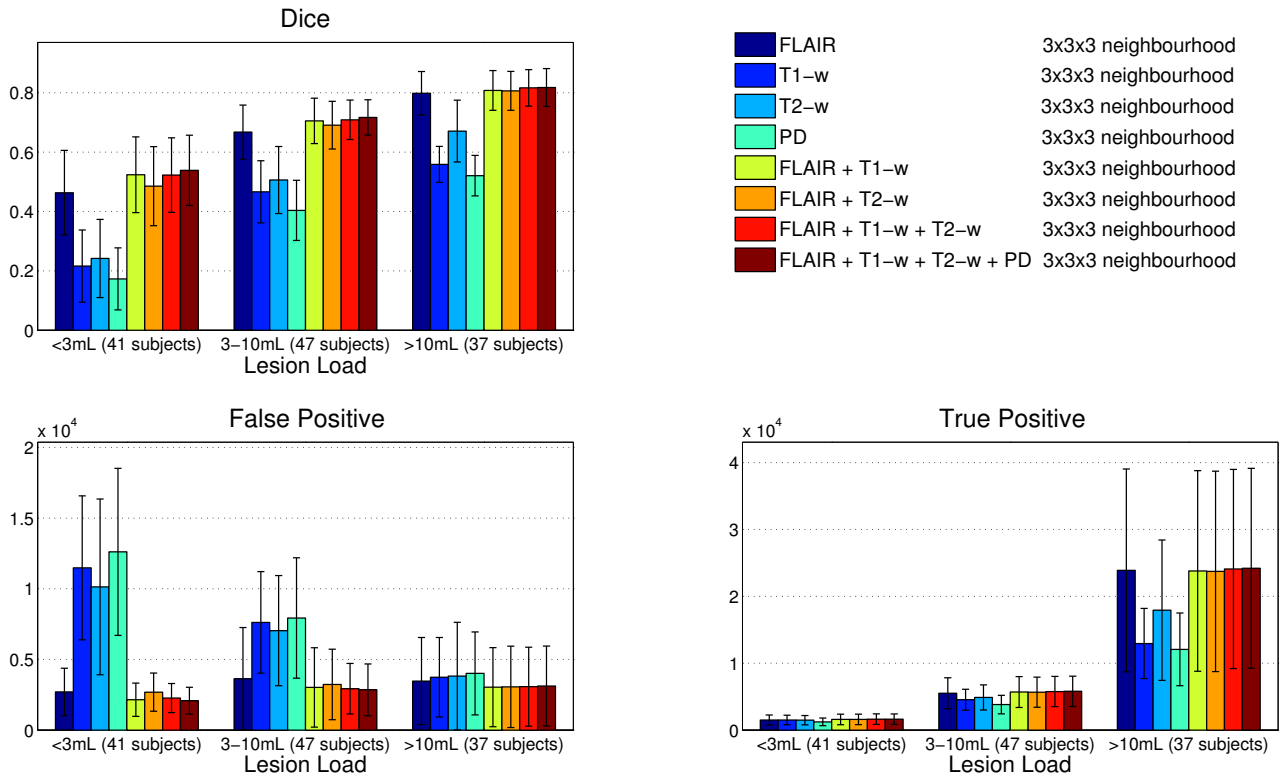 Dice
0.8
0.6
0.4
0.2
0
<3mL (41 subjects) 3−10mL (47 subjects) >10mL (37 subjects)
Lesion Load
FLAIR 3x3x3 neighbourhood
T1−w 3x3x3 neighbourhood
T2−w 3x3x3 neighbourhood
PD 3x3x3 neighbourhood
FLAIR + T1−w 3x3x3 neighbourhood
FLAIR + T2−w 3x3x3 neighbourhood
FLAIR + T1−w + T2−w 3x3x3 neighbourhood
FLAIR + T1−w + T2−w + PD 3x3x3 neighbourhood
False Positive
x 10^4
2
1.5
1
0.5
0
<3mL (41 subjects) 3−10mL (47 subjects) >10mL (37 subjects)
Lesion Load
True Positive
x 10^4
4
3
2
1
0
<3mL (41 subjects) 3−10mL (47 subjects) >10mL (37 subjects)
Lesion Load